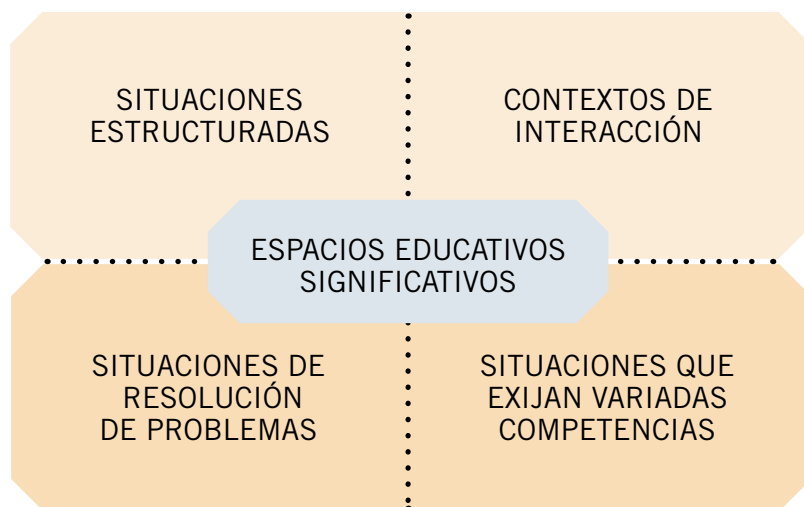 SITUACIONES
ESTRUCTURADAS
CONTEXTOS DE
INTERACCIÓN
ESPACIOS EDUCATIVOS
SIGNIFICATIVOS
SITUACIONES DE
RESOLUCIÓN
DE PROBLEMAS
SITUACIONES QUE
EXIJAN VARIADAS
COMPETENCIAS